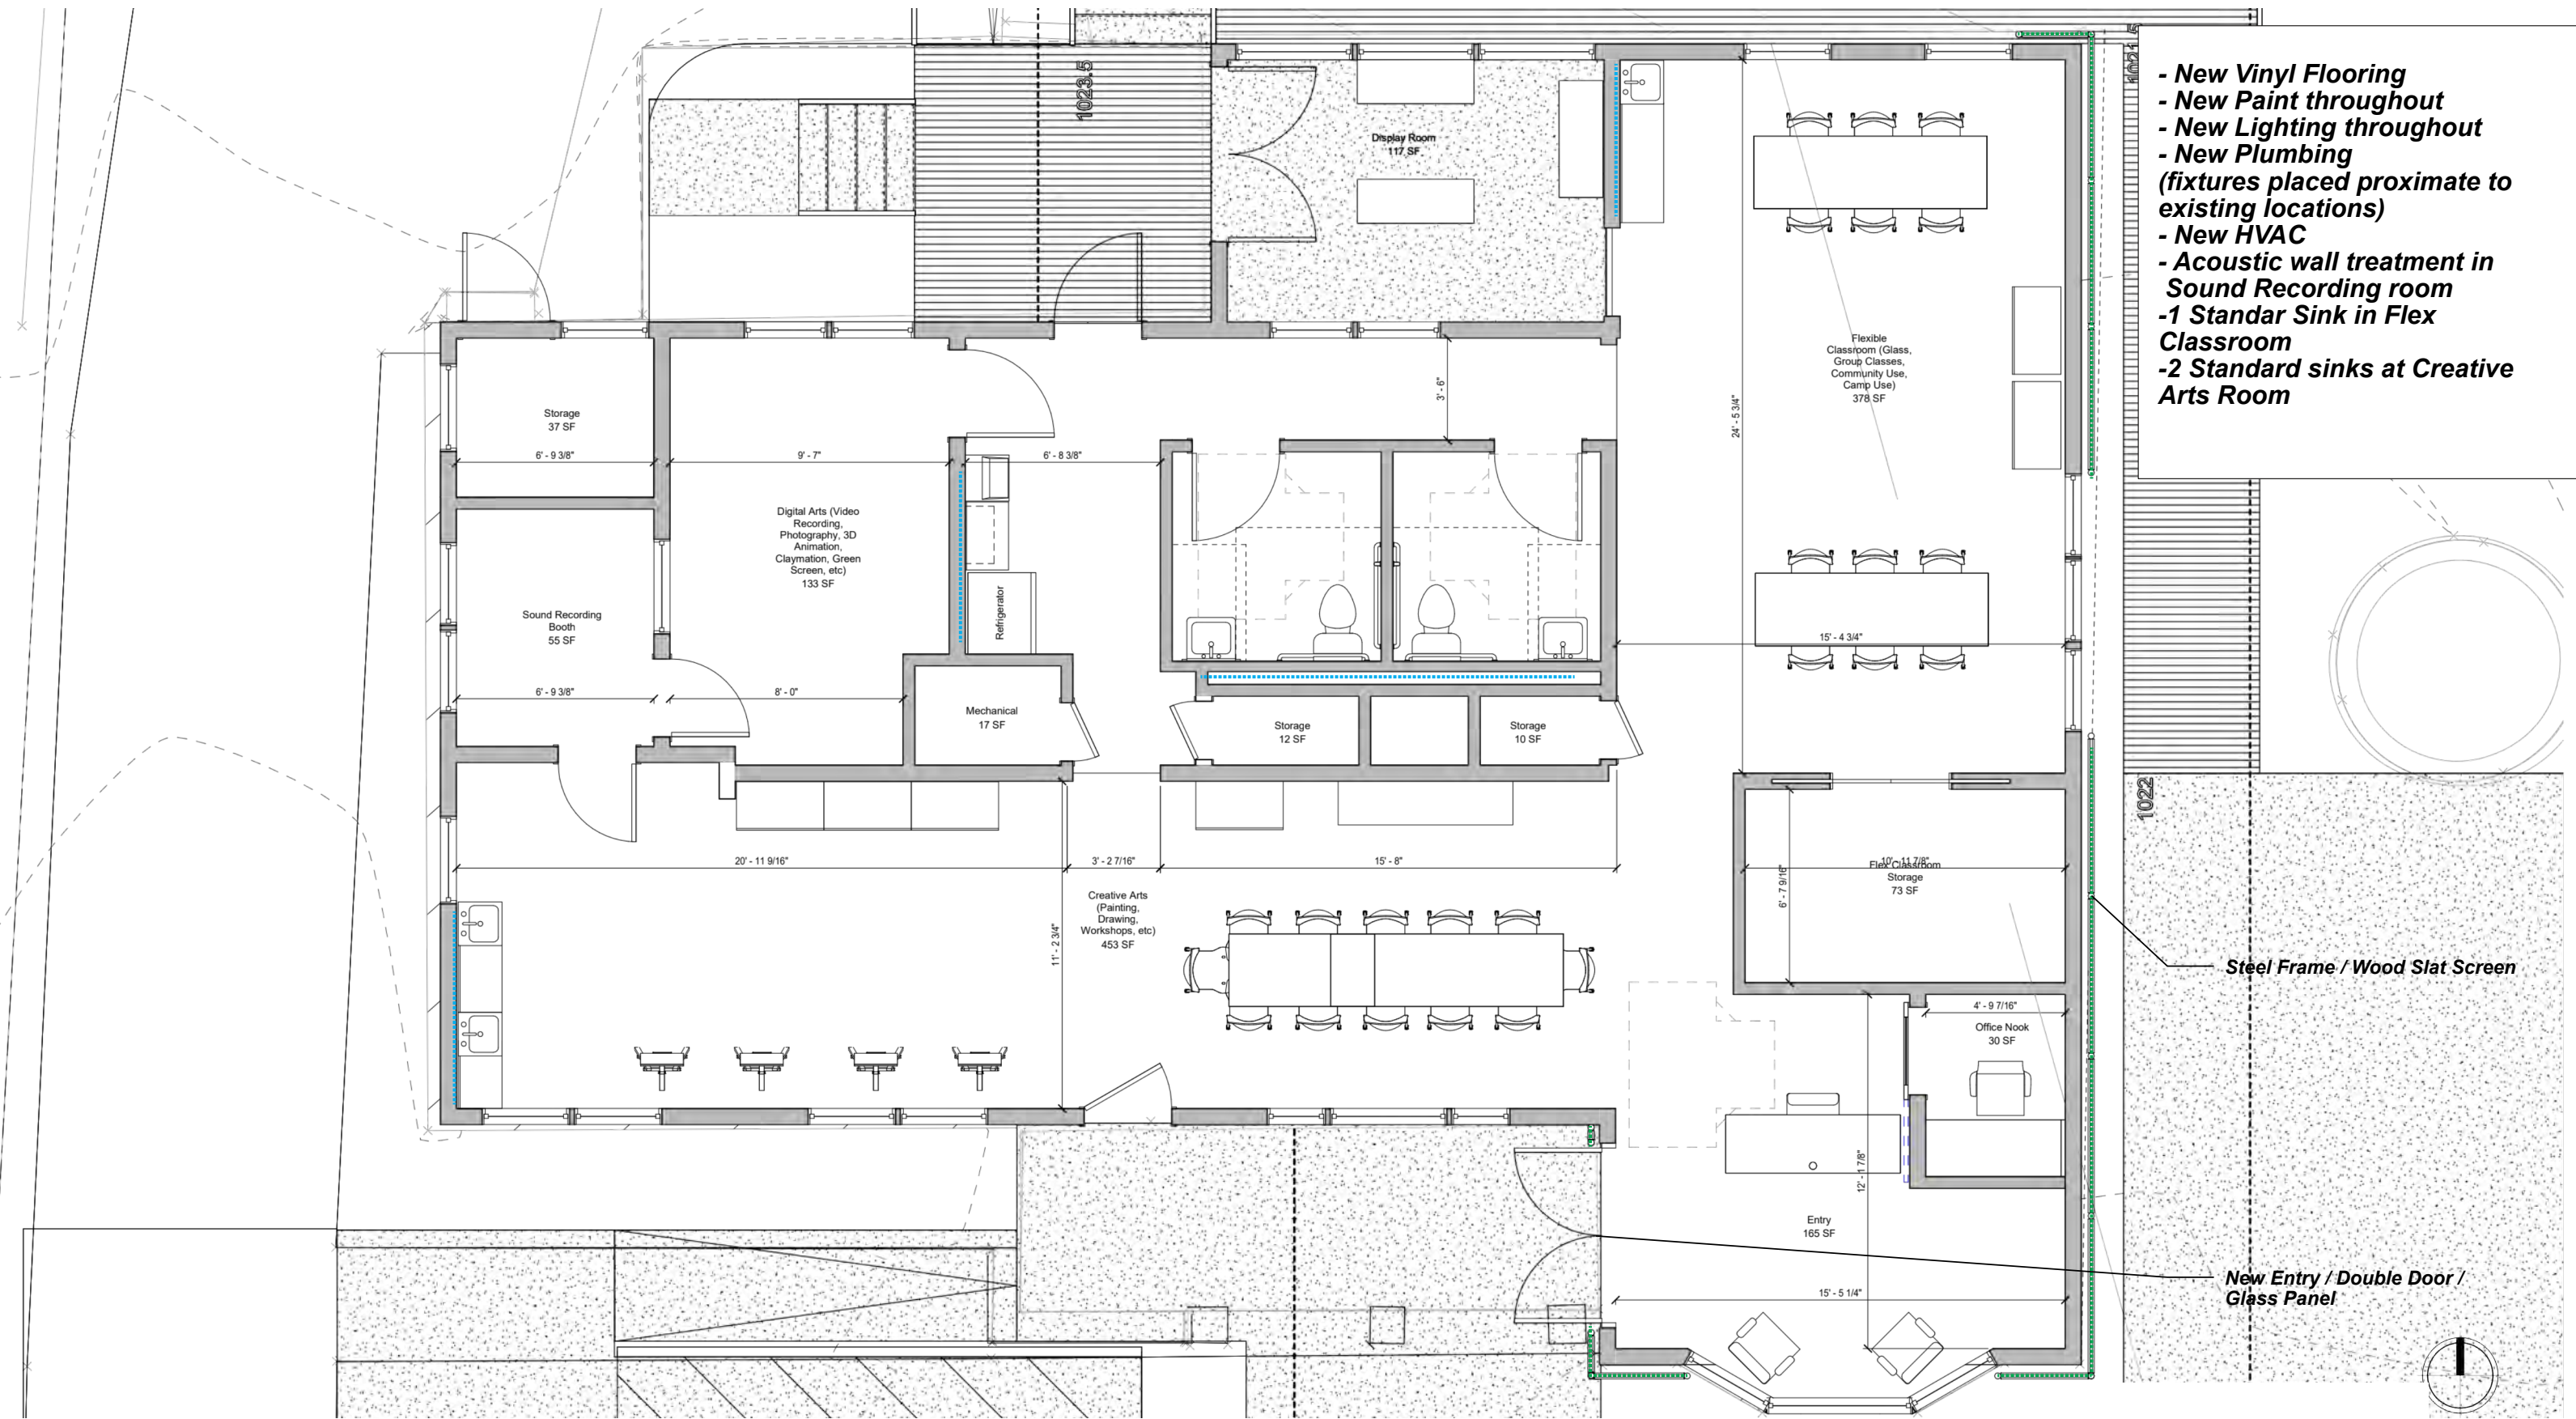 1023.5
1021.5
- New Vinyl Flooring
- New Paint throughout
- New Lighting throughout
- New Plumbing
(fixtures placed proximate to
existing locations)
- New HVAC
- Acoustic wall treatment in
Sound Recording room
-1 Standar Sink in Flex
Classroom
-2 Standard sinks at Creative
Arts Room
Display Room
117 SF
Storage
37 SF
6' - 9 3/8"
9' - 7"
6' - 8 3/8"
3' - 6"
24' - 5 3/4"
Flexible
Classroom (Glass,
Group Classes,
Community Use,
Camp Use)
378 SF
Digital Arts (Video
Recording,
Photography, 3D
Animation,
Claymation, Green
Screen, etc)
133 SF
Refrigerator
Sound Recording
Booth
55 SF
15' - 4 3/4"
6' - 9 3/8"
8' - 0"
Mechanical
17 SF
Storage
12 SF
Storage
10 SF
1022
20' - 11 9/16"
3' - 2 7/16"
15' - 8"
10' - 11 7/8"
Flex Classroom
Storage
73 SF
6' - 7 9/16"
Creative Arts
(Painting,
Drawing,
Workshops, etc)
453 SF
11' - 2 3/4"
Steel Frame / Wood Slat Screen
4' - 9 7/16"
Office Nook
30 SF
12' - 1 7/8"
Entry
165 SF
New Entry / Double Door /
Glass Panel
15' - 5 1/4"